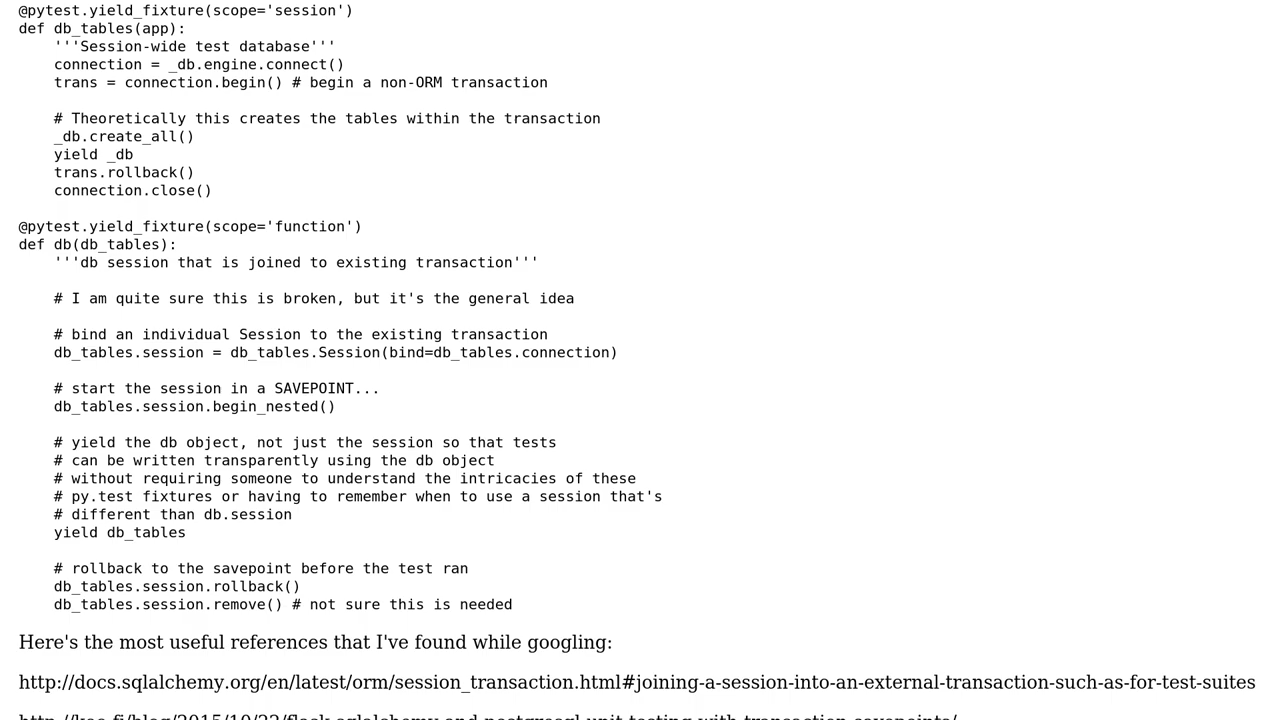 @pytest.yield_fixture(scope='session')
def db_tables(app):
    '''Session-wide test database'''
    connection = _db.engine.connect()
    trans = connection.begin() # begin a non-ORM transaction

    # Theoretically this creates the tables within the transaction
    _db.create_all()
    yield _db
    trans.rollback()
    connection.close()

@pytest.yield_fixture(scope='function')
def db(db_tables):
    '''db session that is joined to existing transaction'''

    # I am quite sure this is broken, but it's the general idea

    # bind an individual Session to the existing transaction
    db_tables.session = db_tables.Session(bind=db_tables.connection)

    # start the session in a SAVEPOINT...
    db_tables.session.begin_nested()

    # yield the db object, not just the session so that tests
    # can be written transparently using the db object
    # without requiring someone to understand the intricacies of these
    # py.test fixtures or having to remember when to use a session that's
    # different than db.session
    yield db_tables

    # rollback to the savepoint before the test ran
    db_tables.session.rollback()
    db_tables.session.remove() # not sure this is needed

Here's the most useful references that I've found while googling:
http://docs.sqlalchemy.org/en/latest/orm/session_transaction.html#joining-a-session-into-an-external-transaction-such-as-for-test-suites